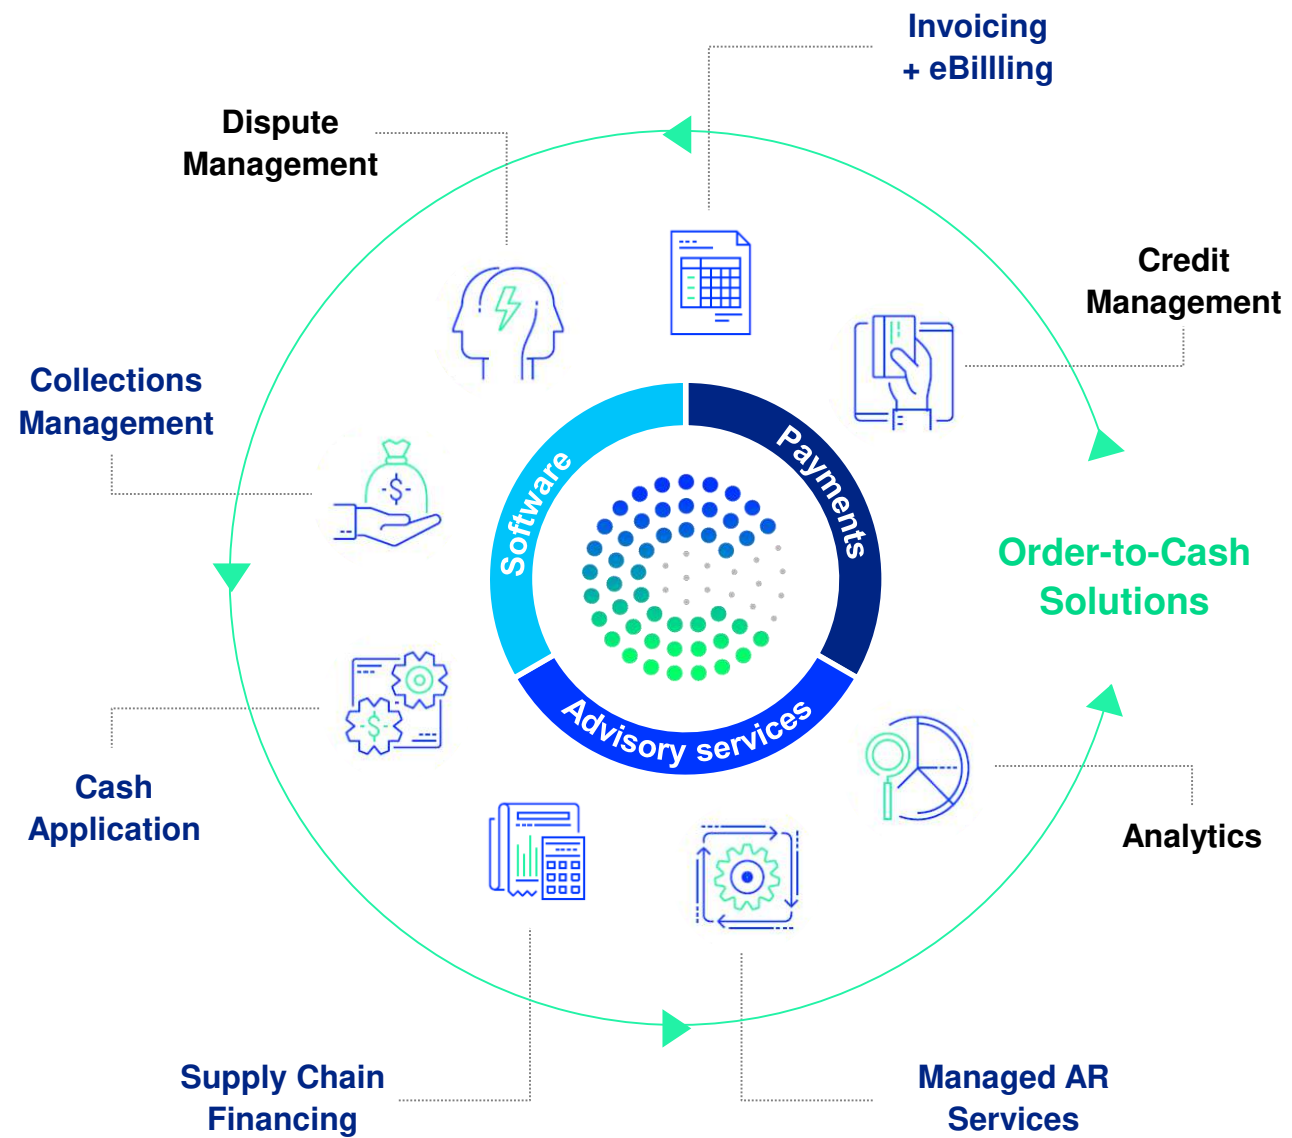 Invoicing
+ eBillling
Dispute
Management
Credit
Management
Collections
Management
Software
Payments
Advisory services
Order-to-Cash
Solutions
Cash
Application
Analytics
Supply Chain
Financing
Managed AR
Services
$
$